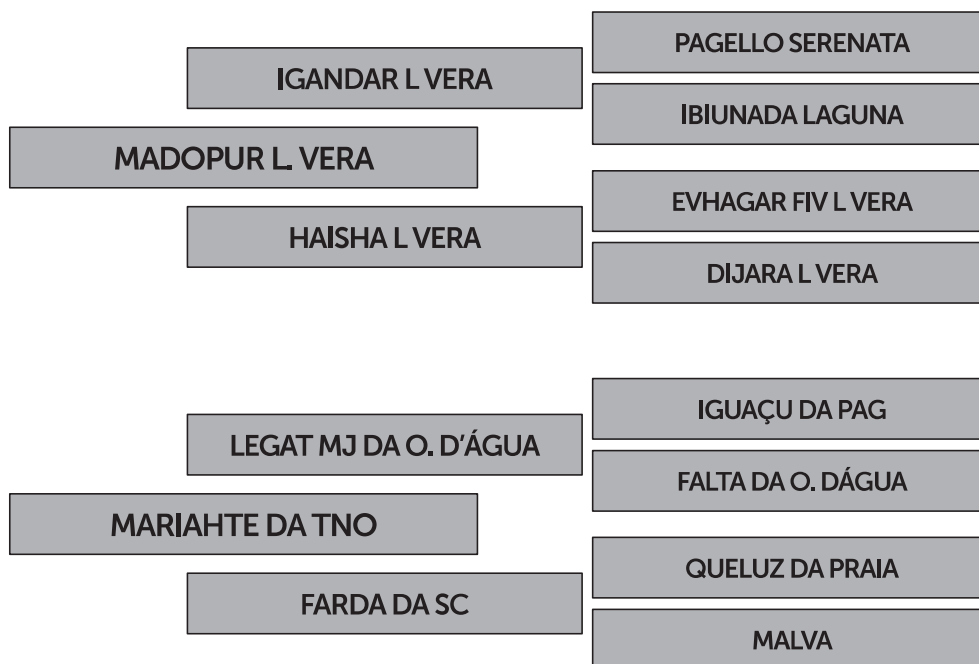 PAGELLO SERENATA
IGANDAR L VERA
IBIUNADA LAGUNA
MADOPUR L. VERA
EVHAGAR FIV L VERA
HAISHA L VERA
DIJARA L VERA
IGUAÇU DA PAG
LEGAT MJ DA O. D'ÁGUA
FALTA DA O. DÁGUA
MARIAHTE DA TNO
QUELUZ DA PRAIA
FARDA DA SC
MALVA